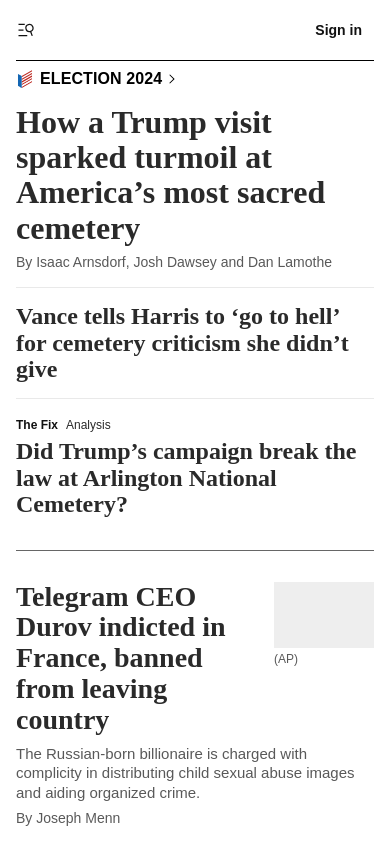 Sign in
ELECTION 2024
How a Trump visit
sparked turmoil at
America’s most sacred
cemetery
By Isaac Arnsdorf, Josh Dawsey and Dan Lamothe
Vance tells Harris to ‘go to hell’
for cemetery criticism she didn’t
give
The Fix Analysis
Did Trump’s campaign break the
law at Arlington National
Cemetery?
Telegram CEO
Durov indicted in
France, banned
from leaving
country
(AP)
The Russian-born billionaire is charged with
complicity in distributing child sexual abuse images
and aiding organized crime.
By Joseph Menn